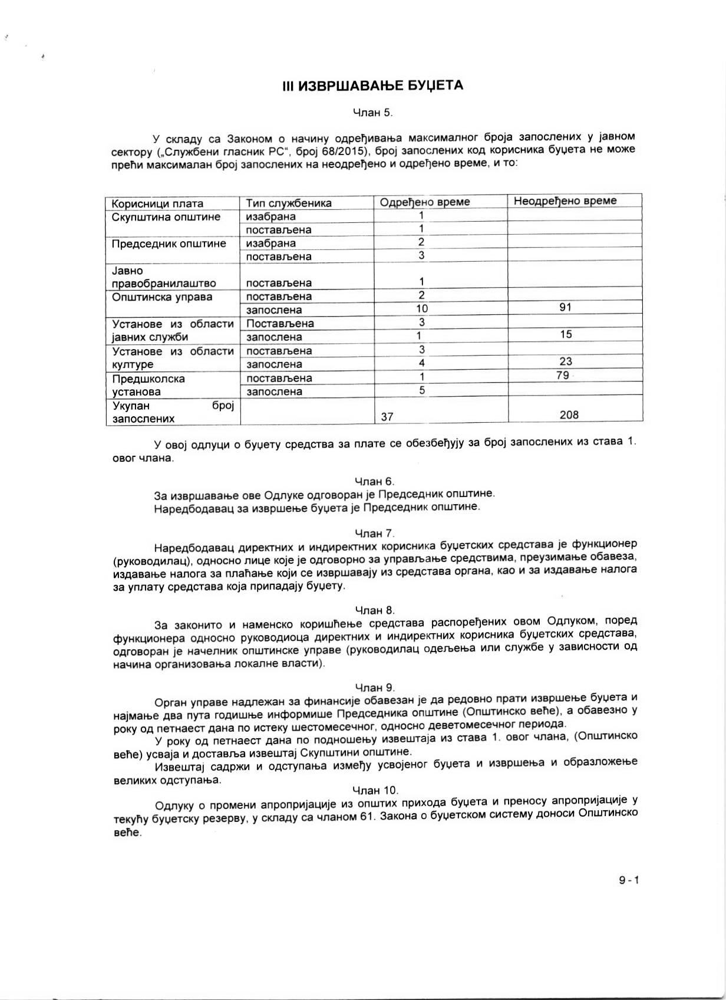 III ИЗВРШАВАЊЕ БУЏЕТА
Члан 5.
У складу са Законом о начину одређивања максималног броја запослених у јавном
сектору („Службени гласник РС“, број 68/2015), број запослених код корисника буџета не може
прећи максималан број запослених на неодређено и одређено време, и то:
Корисници плата Тип службеника Одређено време Неодређено време
Скупштина општине изабрана 1
постављена 1
Председник општине изабрана 2
постављена 3
Јавно
правобранилаштво постављена 1
Општинска управа постављена 2
запослена 10 91
Установе из области Постављена 3
јавних служби запослена 1 15
Установе из области постављена 3
културе запослена 4 23
Предшколска постављена 1 79
установа запослена 5
Укупан број
запослених 37 208
У овој одлуци о буџету средства за плате се обезбеђују за број запослених из става 1.
овог члана.
Члан 6.
За извршавање ове Одлуке одговоран је Председник општине.
Наредбодавац за извршење буџета је Председник општине.
Члан 7.
Наредбодавац директних и индиректних корисника буџетских средстава је функционер
(руководилац), односно лице које је одговорно за управљање средствима, преузимање обавеза,
издавање налога за плаћање који се извршавају из средстава органа, као и за издавање налога
за уплату средстава која припадају буџету.
Члан 8.
За законито и наменско коришћење средстава распоређених овом Одлуком, поред
функционера односно руководиоца директних и индиректних корисника буџетских средстава,
одговоран је начелник општинске управе (руководилац одељења или службе у зависности од
начина организовања локалне власти).
Члан 9.
Орган управе надлежан за финансије обавезан је да редовно прати извршење буџета и
најмање два пута годишње информише Председника општине (Општинско веће), а обавезно у
року од петнаест дана по истеку шестомесечног, односно деветомесечног периода.
У року од петнаест дана по подношењу извештаја из става 1. овог члана, (Општинско
веће) усваја и доставља извештај Скупштини општине.
Извештај садржи и одступања између усвојеног буџета и извршења и образложење
великих одступања.
Члан 10.
Одлуку о промени апропријације из општих прихода буџета и преносу апропријације у
текућу буџетску резерву, у складу са чланом 61. Закона о буџетском систему доноси Општинско
веће.
9 - 1